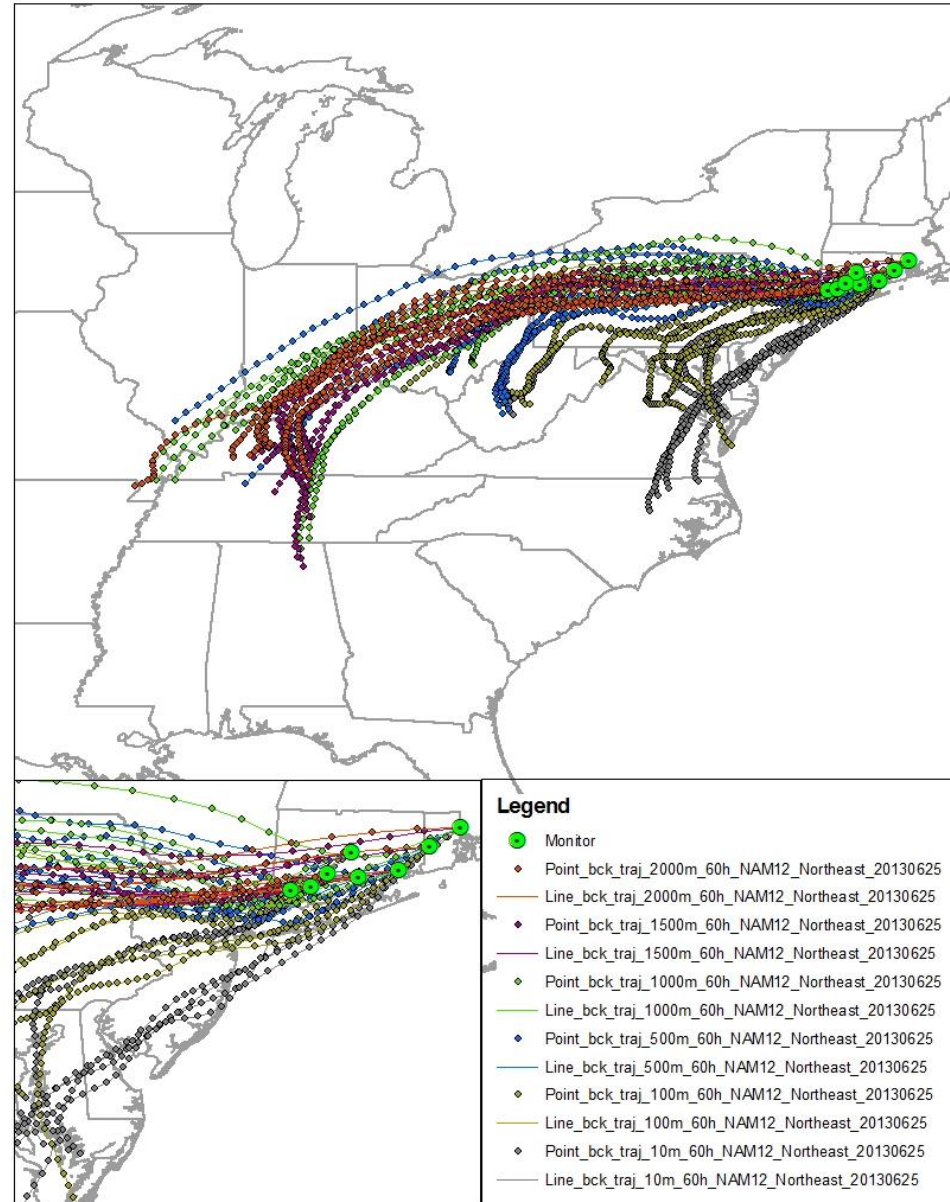 Legend
Monitor
Point_bck_traj_2000m_60h_NAM12_Northeast_20130625
Line_bck_traj_2000m_60h_NAM12_Northeast_20130625
Point_bck_traj_1500m_60h_NAM12_Northeast_20130625
Line_bck_traj_1500m_60h_NAM12_Northeast_20130625
Point_bck_traj_1000m_60h_NAM12_Northeast_20130625
Line_bck_traj_1000m_60h_NAM12_Northeast_20130625
Point_bck_traj_500m_60h_NAM12_Northeast_20130625
Line_bck_traj_500m_60h_NAM12_Northeast_20130625
Point_bck_traj_100m_60h_NAM12_Northeast_20130625
Line_bck_traj_100m_60h_NAM12_Northeast_20130625
Point_bck_traj_10m_60h_NAM12_Northeast_20130625
Line_bck_traj_10m_60h_NAM12_Northeast_20130625